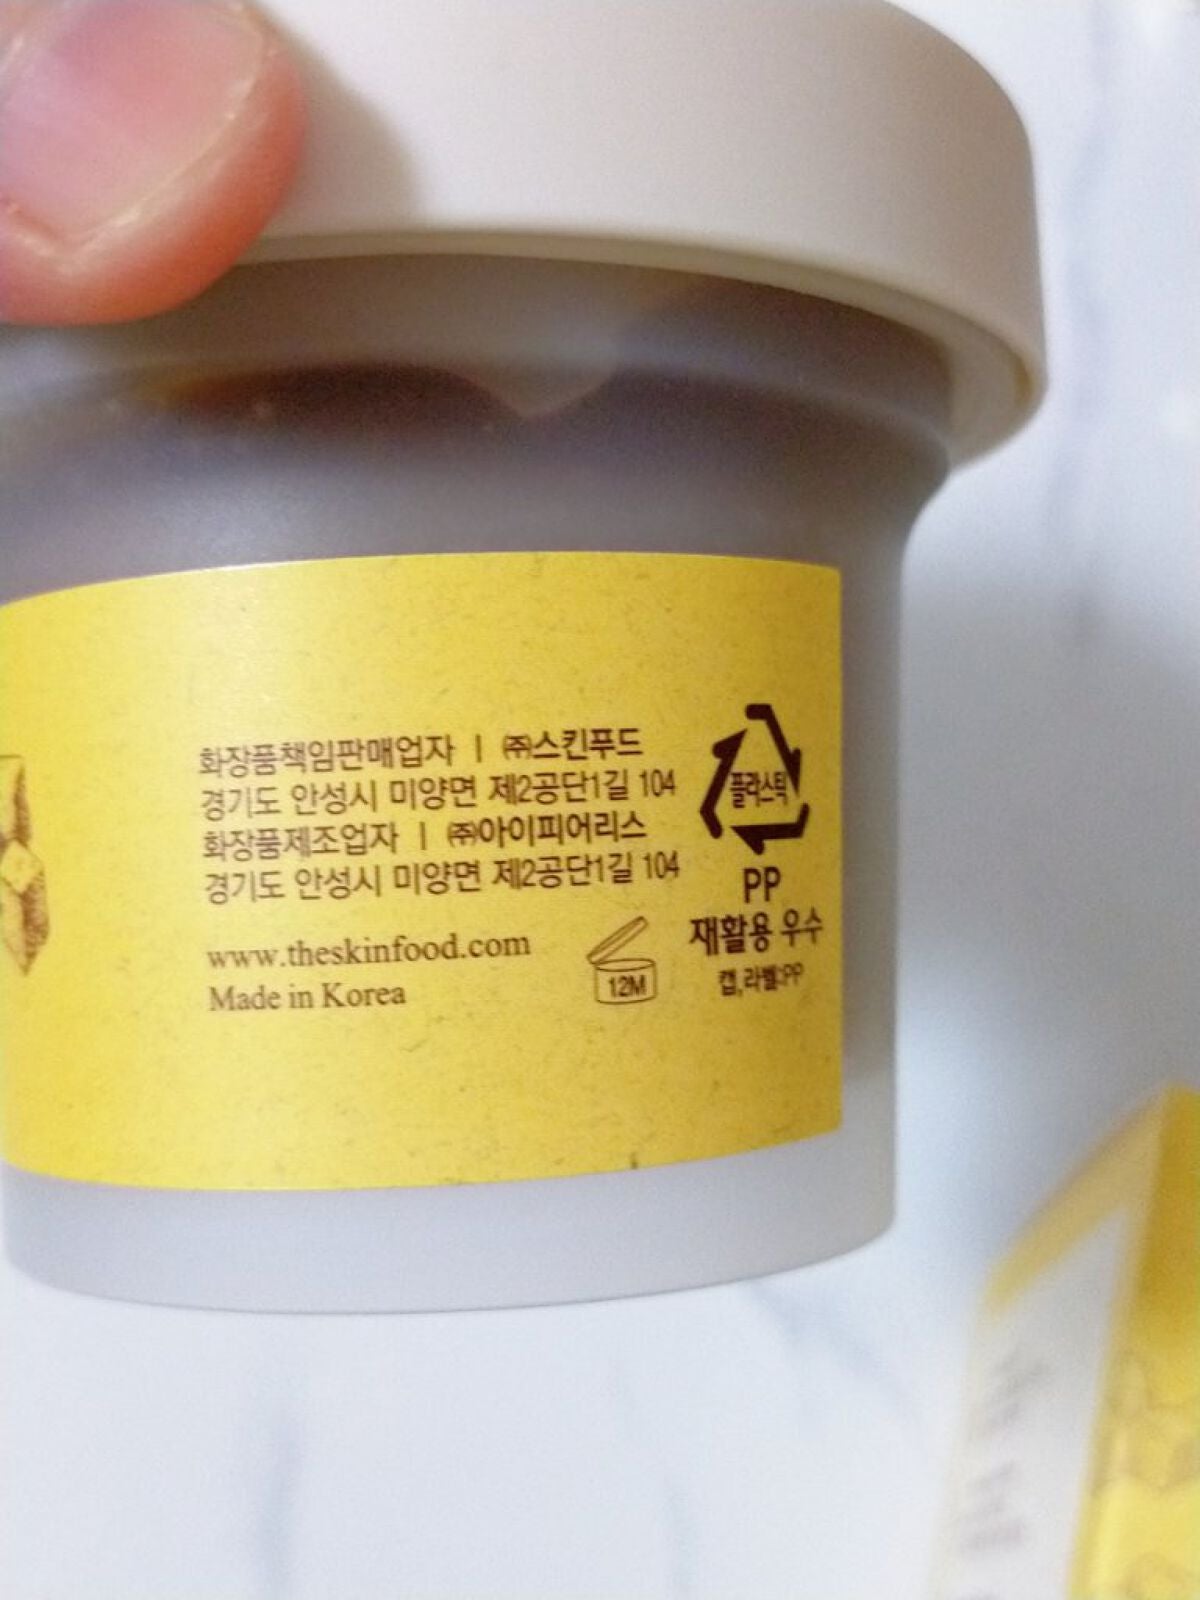 화장품책임판매업자 | ㈜스킨푸드
경기도 안성시 미양면 제2공단1길 104
화장품제조업자 | ㈜아이피어리스
경기도 안성시 미양면 제2공단1길 104
www.theskinfood.com
Made in Korea
12M
플라스틱
PP
재활용 우수
캡,라벨:PP